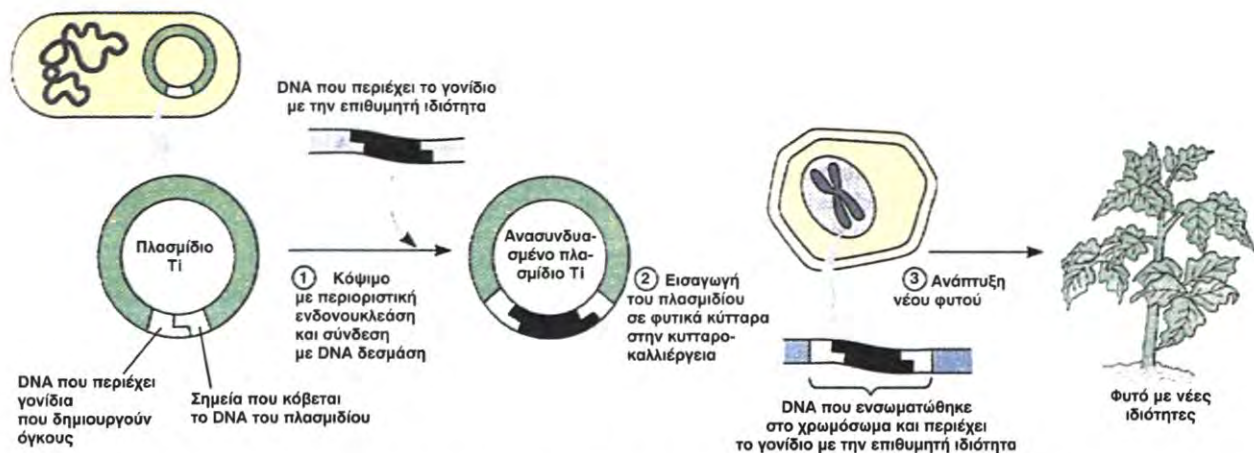 DNA που περιέχει το γονίδιο
με την επιθυμητή ιδιότητα
Πλασμίδιο
Ti
① Κόψιμο
με περιοριστική
ενδονουκλεάση
και σύνδεση
με DNA δεσμάση
DNA που περιέχει
γονίδια
που δημιουργούν
όγκους
Σημεία που κόβεται
το DNA του πλασμιδίου
Ανασυνδυα-
σμένο πλα-
σμίδιο Ti
② Εισαγωγή
του πλασμιδίου
σε φυτικά κύτταρα
στην κυτταρο-
καλλιέργεια
③ Ανάπτυξη
νέου φυτού
DNA που ενσωματώθηκε
στο χρωμόσωμα και περιέχει
το γονίδιο με την επιθυμητή ιδιότητα
Φυτό με νέες
ιδιότητες